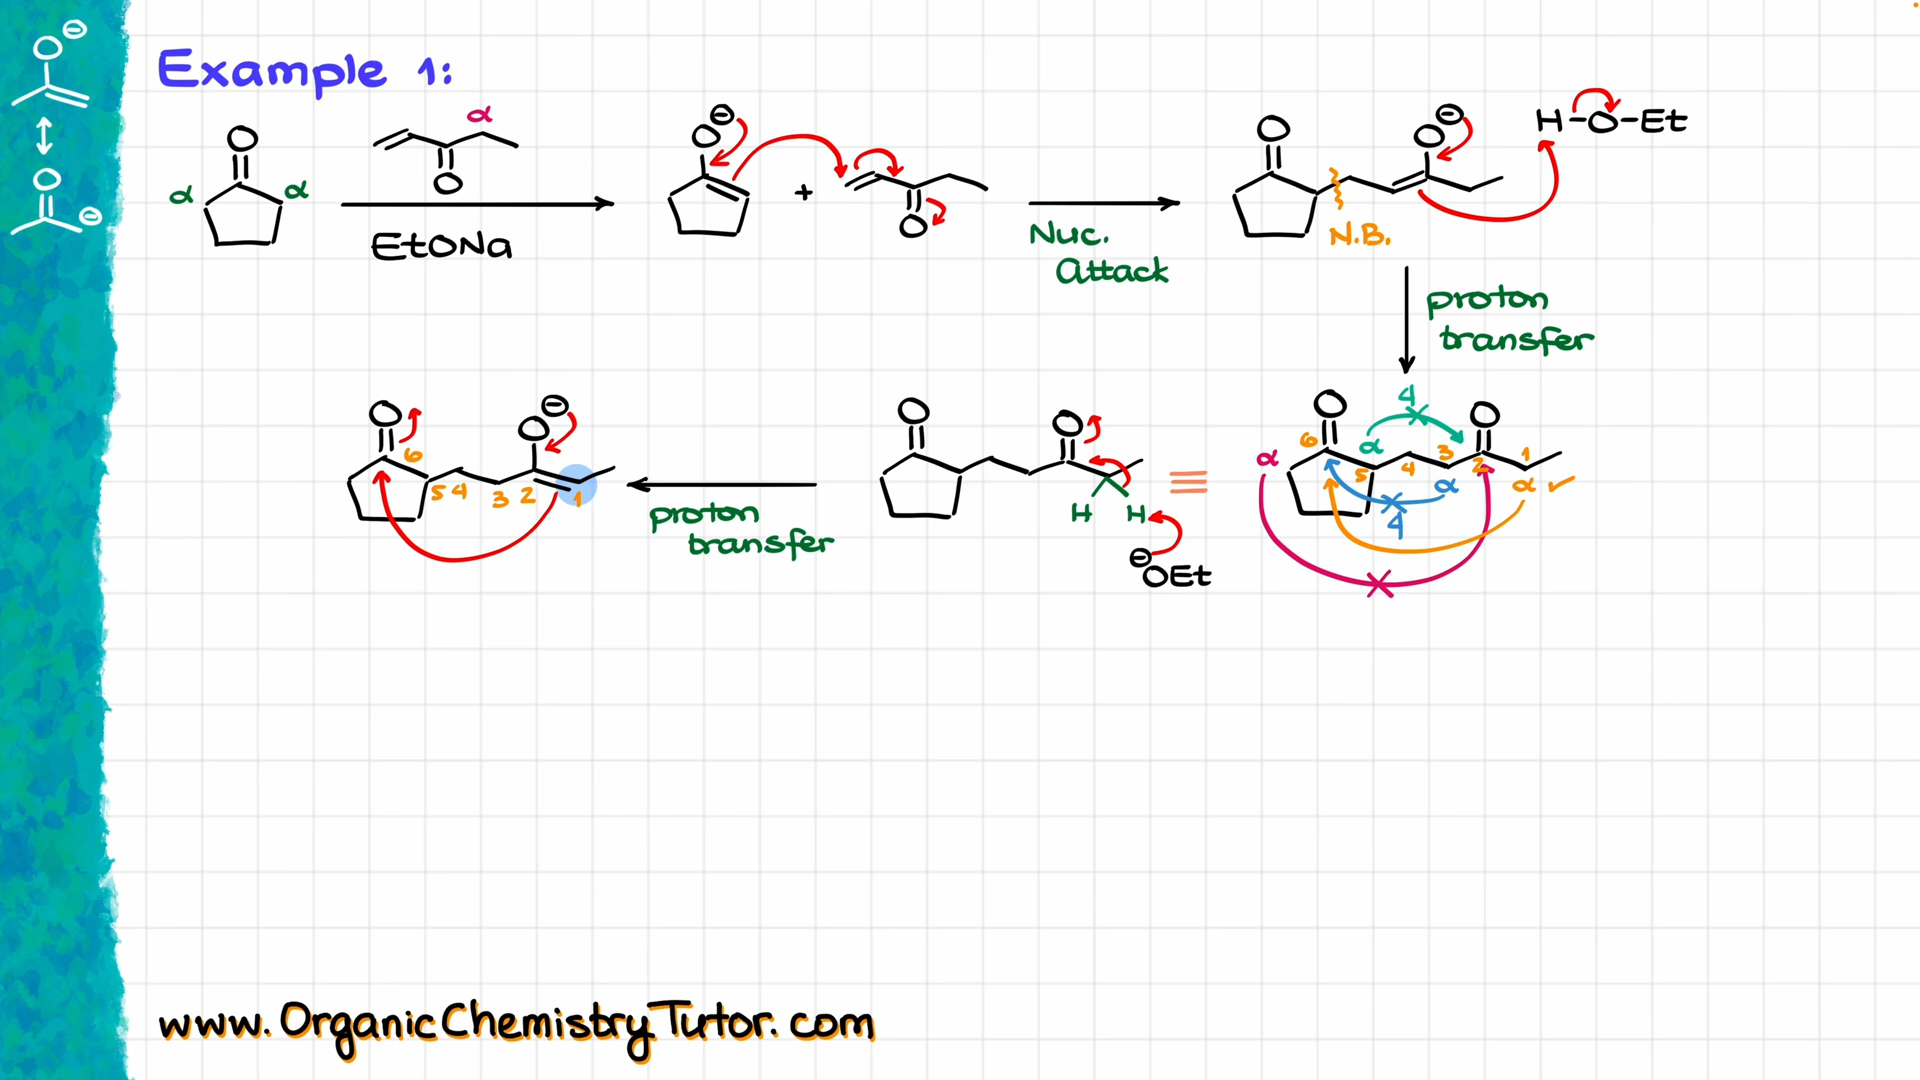 Example 1:
α
O
α α
O
EtONa
O⊖
+
O
Nuc.
Attack
O
O⊖
H-O-Et
N.B.
proton
transfer
O
4
O
6 α 3 1
α 5 4 2
α α ✓
4
O
O
H H
⊖
OEt
proton
transfer
O
O⊖
6
5 4 3 2 1
O⊖
O
⊖
www.OrganicChemistryTutor.com